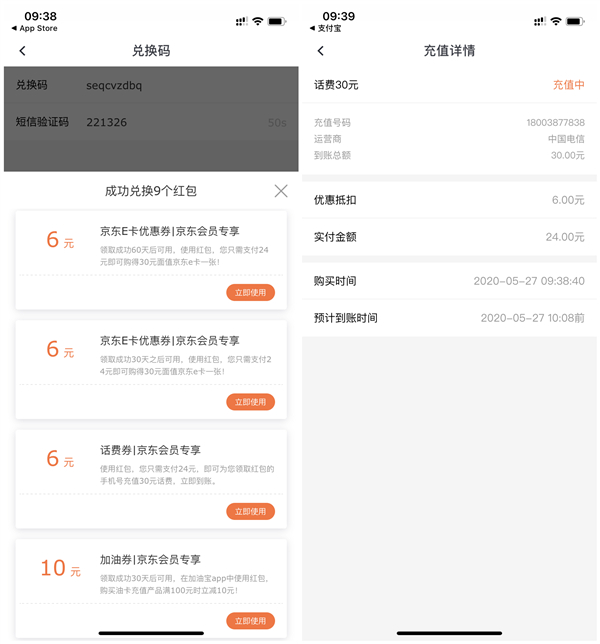 09:38
◀ App Store
兑换码
兑换码 seqcvzdbq
短信验证码 221326 50s
成功兑换9个红包
6 元
京东E卡优惠券|京东会员专享
领取成功60天后可用，使用红包，您只需支付24
元即可购得30元面值京东e卡一张！
立即使用
6 元
京东E卡优惠券|京东会员专享
领取成功30天之后可用，使用红包，您只需支付2
4元即可购得30元面值京东e卡一张！
立即使用
6 元
话费券|京东会员专享
使用红包，您只需支付24元，即可为您领取红包的
手机号充值30元话费，立即到账。
立即使用
10 元
加油券|京东会员专享
领取成功30天后可用，在加油宝app中使用红包，
购买油卡充值产品满100元时立减10元！
立即使用
09:39
◀ 支付宝
充值详情
话费30元 充值中
充值号码 18003877838
运营商 中国电信
到账总额 30.00元
优惠抵扣 6.00元
实付金额 24.00元
购买时间 2020-05-27 09:38:40
预计到账时间 2020-05-27 10:08前